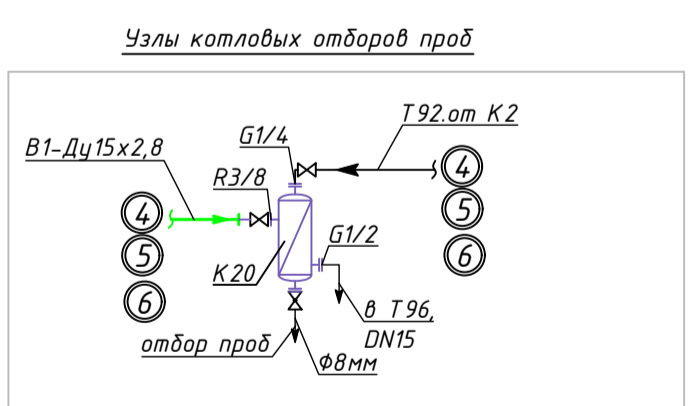 Узлы котловых отборов проб
Т92.от К2
G1/4
В1-Ду15х2,8
R3/8
4
4
5
G1/2
5
6
К20
6
в Т96,
DN15
отбор проб
Ф8мм